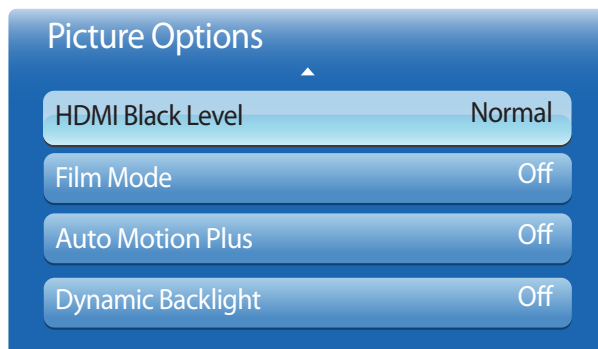 Picture Options
HDMI Black Level Normal
Film Mode Off
Auto Motion Plus Off
Dynamic Backlight Off